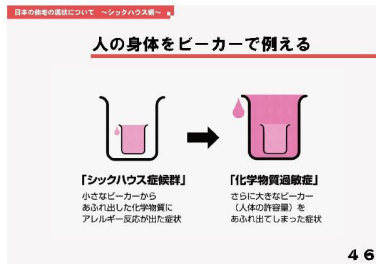 日本の住宅の現状について ～シックハウス編～
人の身体をビーカーで例える
「シックハウス症候群」
小さなビーカーから
あふれ出した化学物質に
アレルギー反応が出た症状
「化学物質過敏症」
さらに大きなビーカー
（人体の許容量）を
あふれ出てしまった症状
46